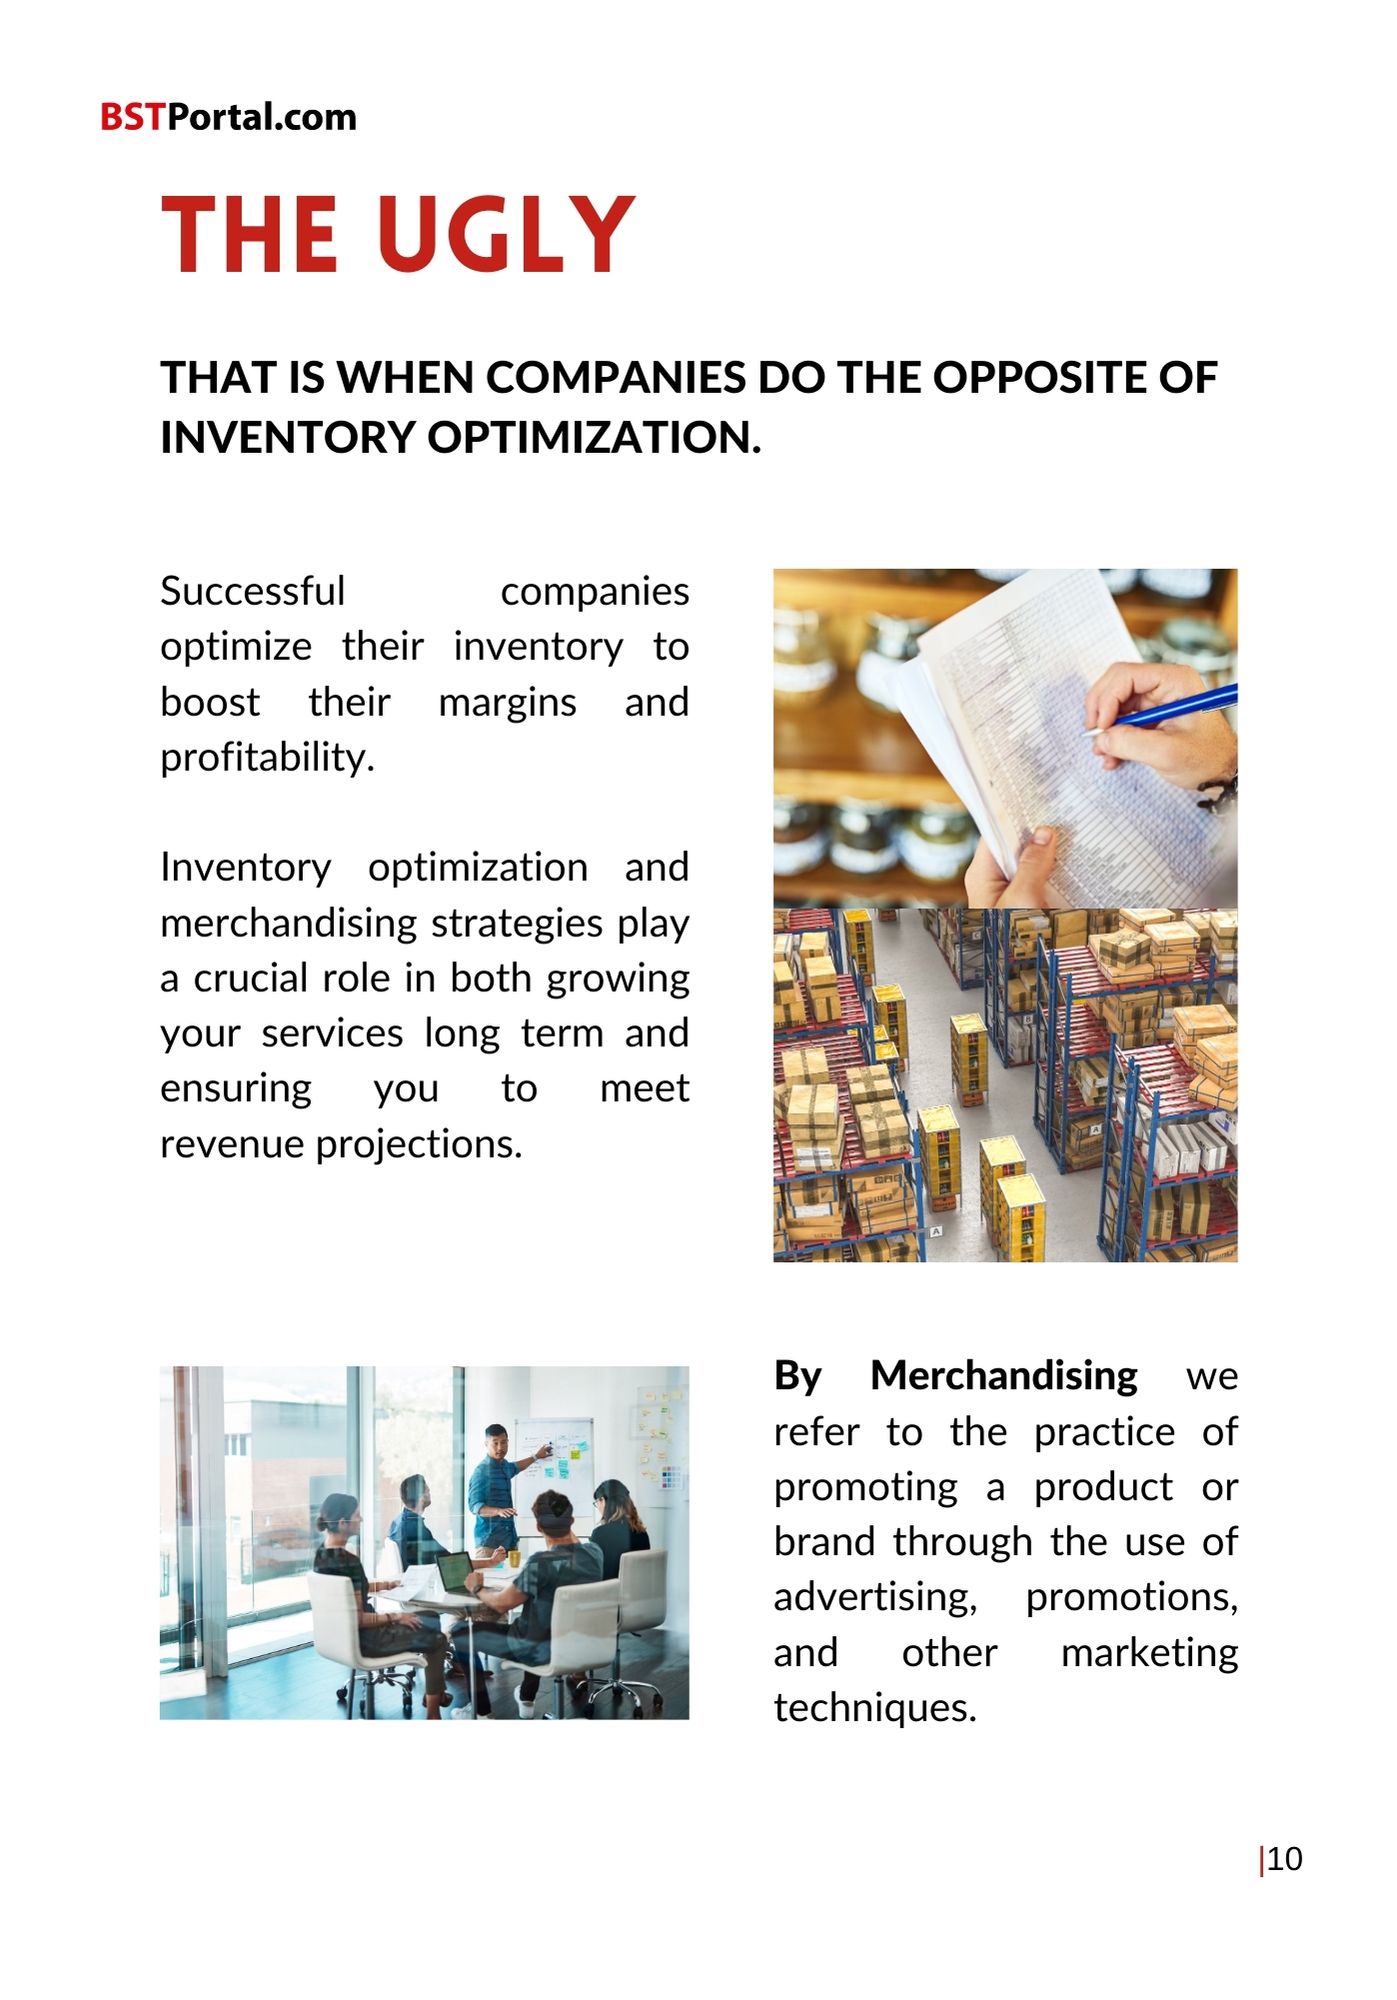 BSTPortal.com
THE UGLY
THAT IS WHEN COMPANIES DO THE OPPOSITE OF
INVENTORY OPTIMIZATION.
Successful companies
optimize their inventory to
boost their margins and
profitability.
Inventory optimization and
merchandising strategies play
a crucial role in both growing
your services long term and
ensuring you to meet
revenue projections.
By Merchandising we
refer to the practice of
promoting a product or
brand through the use of
advertising, promotions,
and other marketing
techniques.
|10